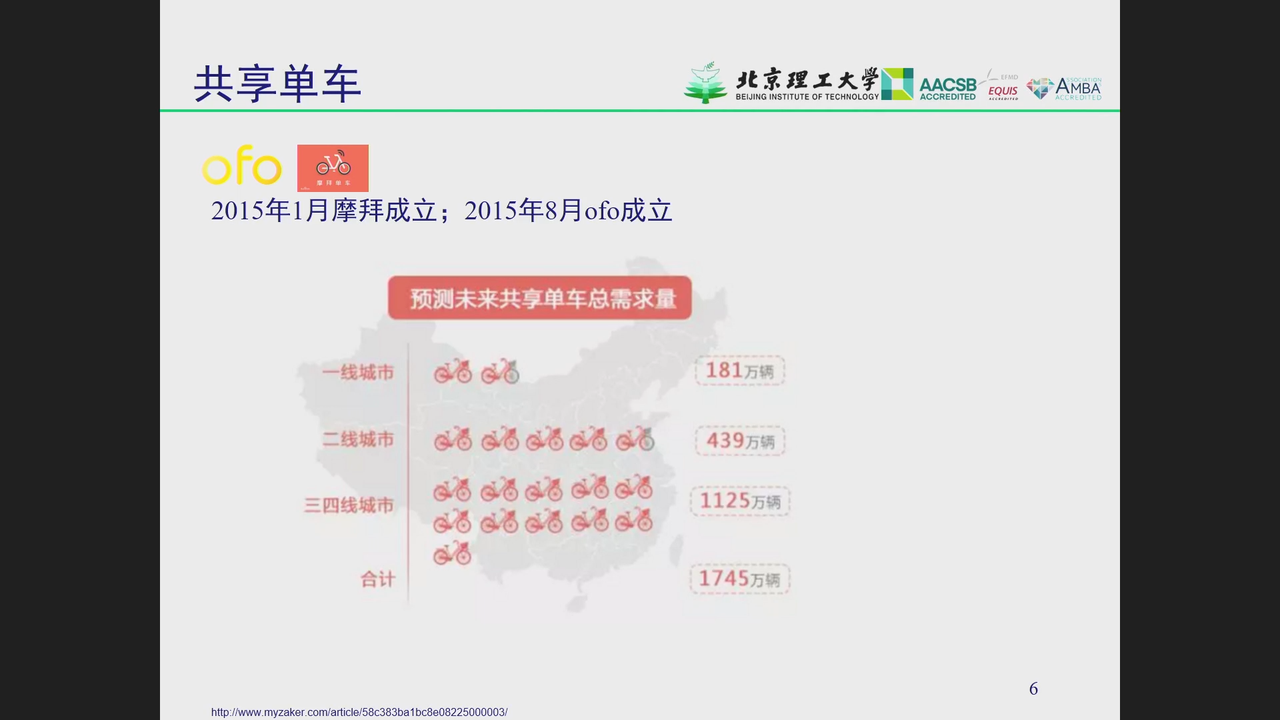 共享单车
北京理工大学
BEIJING INSTITUTE OF TECHNOLOGY
AACSB
ACCREDITED
EFMD
EQUIS
ACCREDITED
ASSOCIATION
AMBA
ACCREDITED
ofo
摩拜单车
2015年1月摩拜成立；2015年8月ofo成立
预测未来共享单车总需求量
一线城市 181万辆
二线城市 439万辆
三四线城市 1125万辆
合计 1745万辆
6
http://www.myzaker.com/article/58c383ba1bc8e08225000003/